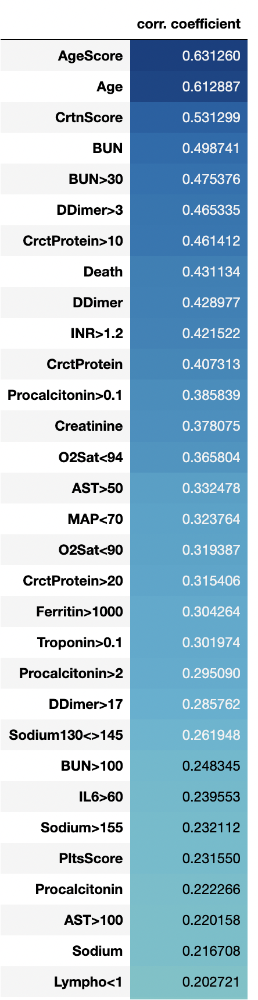 corr. coefficient
AgeScore 0.631260
Age 0.612887
CrtnScore 0.531299
BUN 0.498741
BUN>30 0.475376
DDimer>3 0.465335
CrctProtein>10 0.461412
Death 0.431134
DDimer 0.428977
INR>1.2 0.421522
CrctProtein 0.407313
Procalcitonin>0.1 0.385839
Creatinine 0.378075
O2Sat<94 0.365804
AST>50 0.332478
MAP<70 0.323764
O2Sat<90 0.319387
CrctProtein>20 0.315406
Ferritin>1000 0.304264
Troponin>0.1 0.301974
Procalcitonin>2 0.295090
DDimer>17 0.285762
Sodium130<>145 0.261948
BUN>100 0.248345
IL6>60 0.239553
Sodium>155 0.232112
PltsScore 0.231550
Procalcitonin 0.222266
AST>100 0.220158
Sodium 0.216708
Lympho<1 0.202721